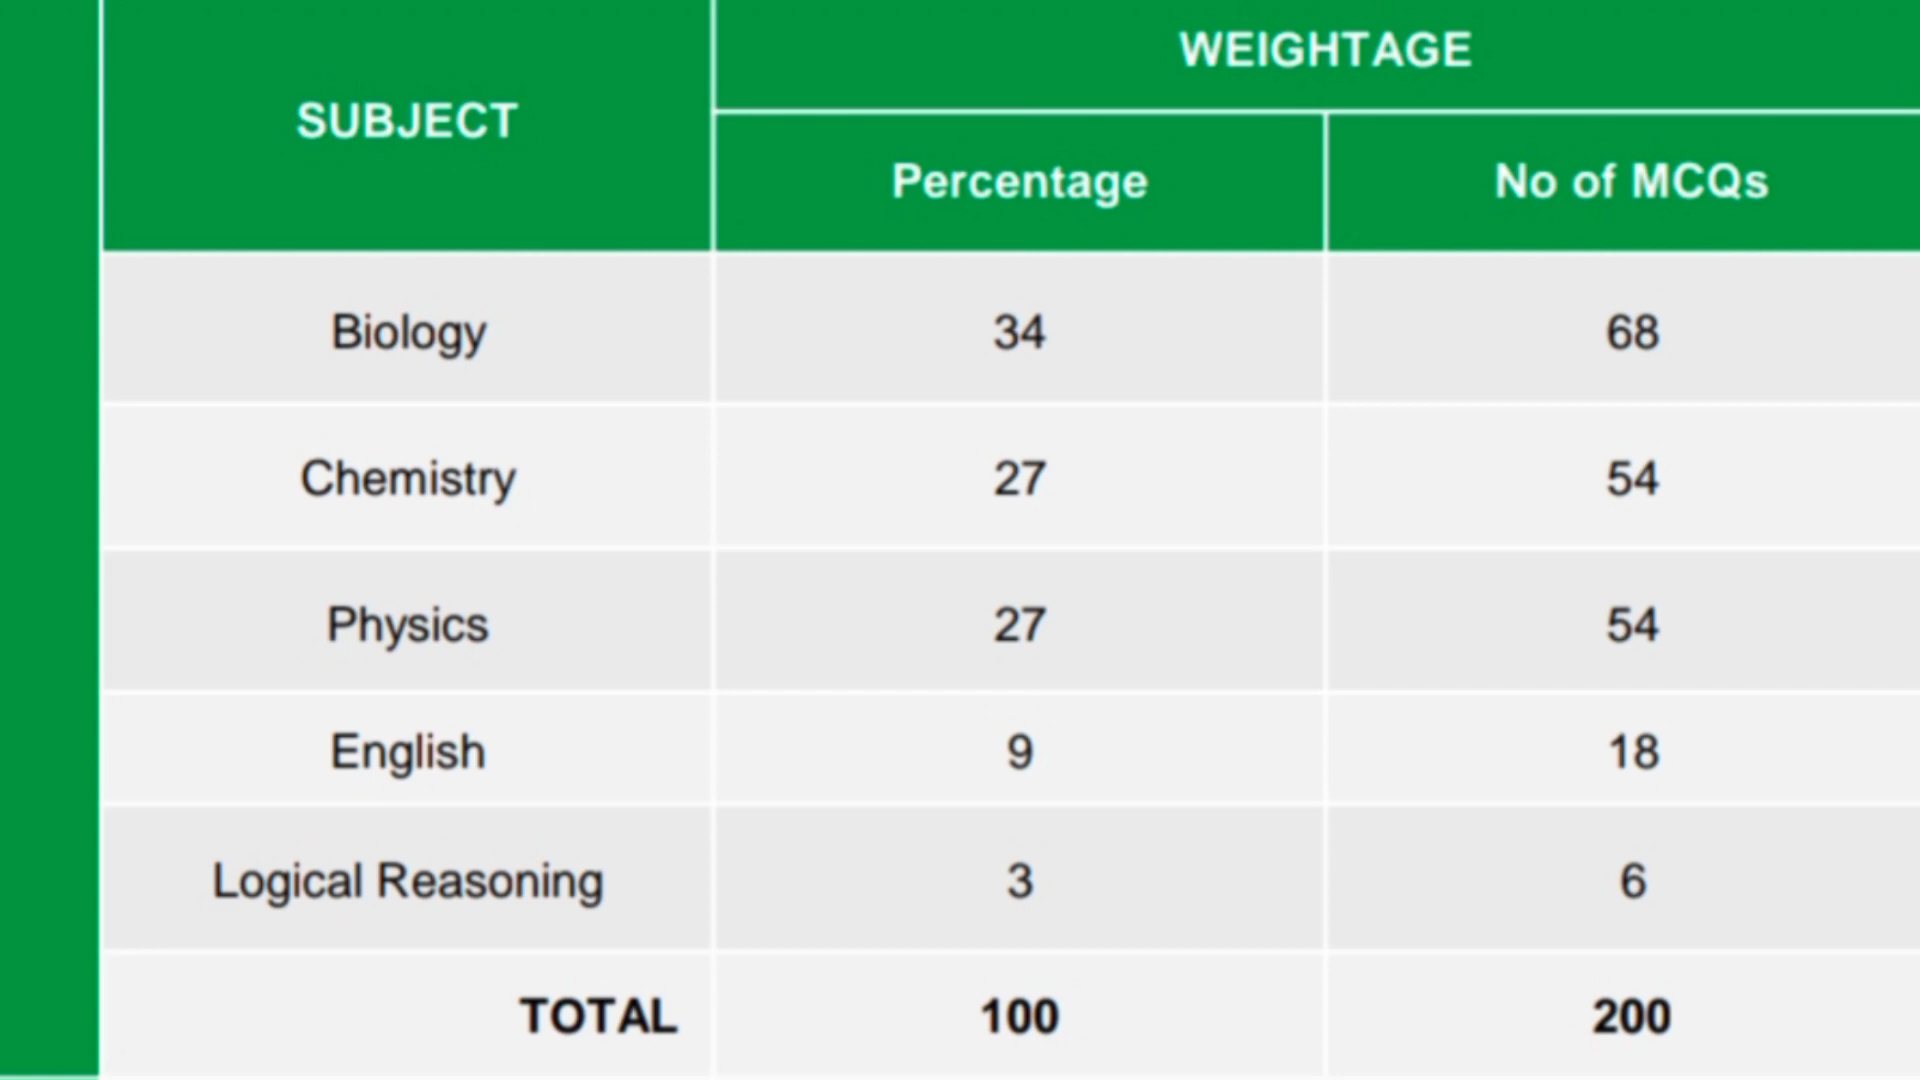 SUBJECT
WEIGHTAGE
Percentage
No of MCQs
Biology 34 68
Chemistry 27 54
Physics 27 54
English 9 18
Logical Reasoning 3 6
TOTAL 100 200